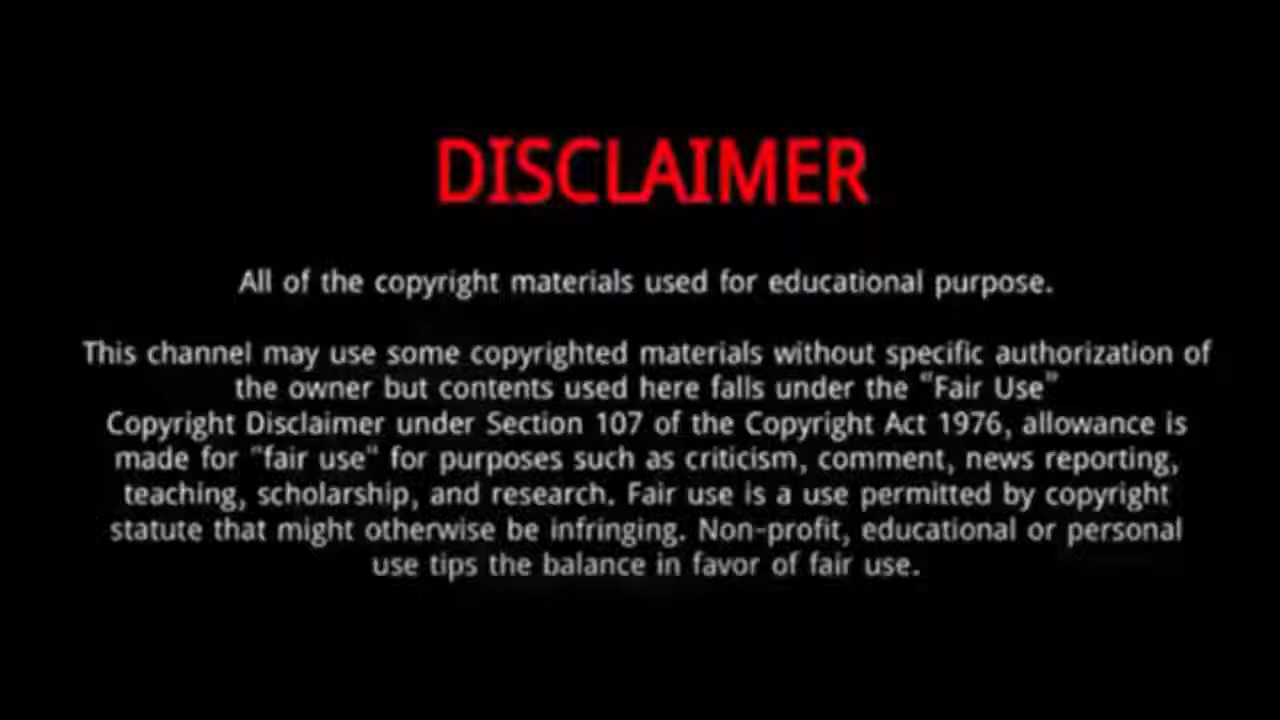 DISCLAIMER
All of the copyright materials used for educational purpose.
This channel may use some copyrighted materials without specific authorization of
the owner but contents used here falls under the "Fair Use"
Copyright Disclaimer under Section 107 of the Copyright Act 1976, allowance is
made for "fair use" for purposes such as criticism, comment, news reporting,
teaching, scholarship, and research. Fair use is a use permitted by copyright
statute that might otherwise be infringing. Non-profit, educational or personal
use tips the balance in favor of fair use.